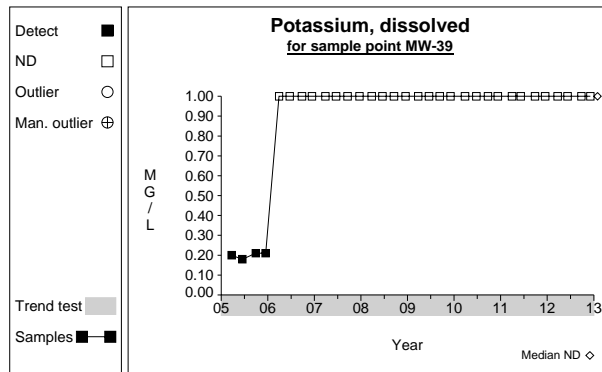 Detect
ND
Outlier
Man. outlier
Trend test
Samples
Potassium, dissolved
for sample point MW-39
M
G
/
L
1.00
0.90
0.80
0.70
0.60
0.50
0.40
0.30
0.20
0.10
0.00
05 06 07 08 09 10 11 12 13
Year
Median ND